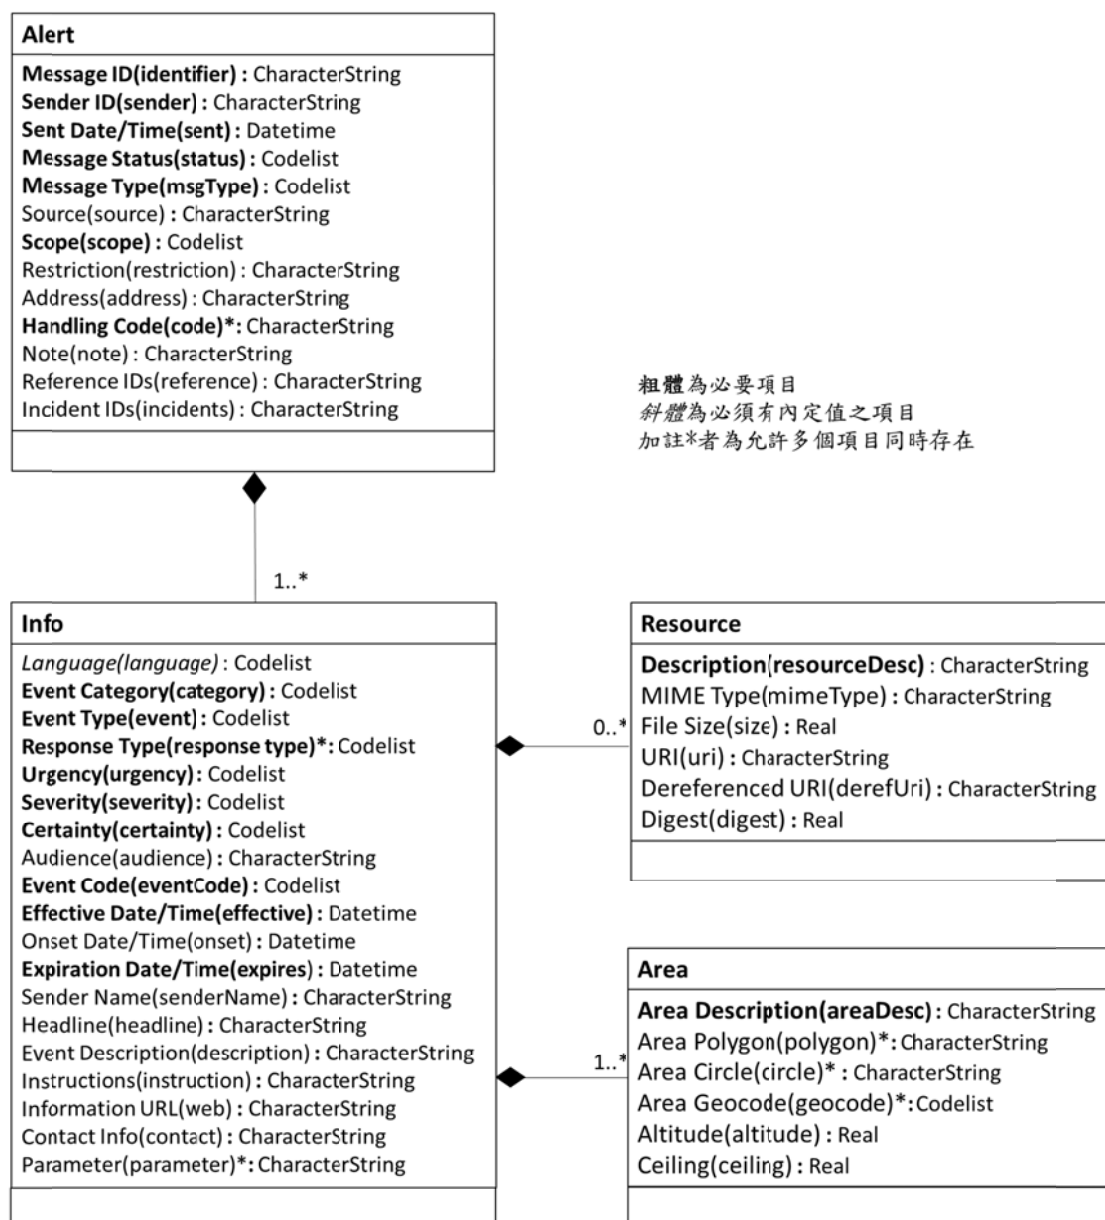 Alert
Message ID(identifier) : CharacterString
Sender ID(sender) : CharacterString
Sent Date/Time(sent) : Datetime
Message Status(status) : Codelist
Message Type(msgType) : Codelist
Source(source) : CharacterString
Scope(scope) : Codelist
Restriction(restriction) : CharacterString
Address(address) : CharacterString
Handling Code(code)*: CharacterString
Note(note) : CharacterString
Reference IDs(reference) : CharacterString
Incident IDs(incidents) : CharacterString
粗體為必要項目
斜體為必須有內定值之項目
加註*者為允許多個項目同時存在
1..*
Info
Language(language) : Codelist
Event Category(category) : Codelist
Event Type(event) : Codelist
Response Type(response type)*: Codelist
Urgency(urgency): Codelist
Severity(severity): Codelist
Certainty(certainty) : Codelist
Audience(audience) : CharacterString
Event Code(eventCode) : Codelist
Effective Date/Time(effective) : Datetime
Onset Date/Time(onset) : Datetime
Expiration Date/Time(expires) : Datetime
Sender Name(senderName) : CharacterString
Headline(headline) : CharacterString
Event Description(description) : CharacterString
Instructions(instruction) : CharacterString
Information URL(web) : CharacterString
Contact Info(contact) : CharacterString
Parameter(parameter)*: CharacterString
0..*
Resource
Description(resourceDesc) : CharacterString
MIME Type(mimeType) : CharacterString
File Size(size) : Real
URI(uri) : CharacterString
Dereferenced URI(derefUri) : CharacterString
Digest(digest) : Real
1..*
Area
Area Description(areaDesc) : CharacterString
Area Polygon(polygon)*: CharacterString
Area Circle(circle)* : CharacterString
Area Geocode(geocode)*:Codelist
Altitude(altitude) : Real
Ceiling(ceiling) : Real